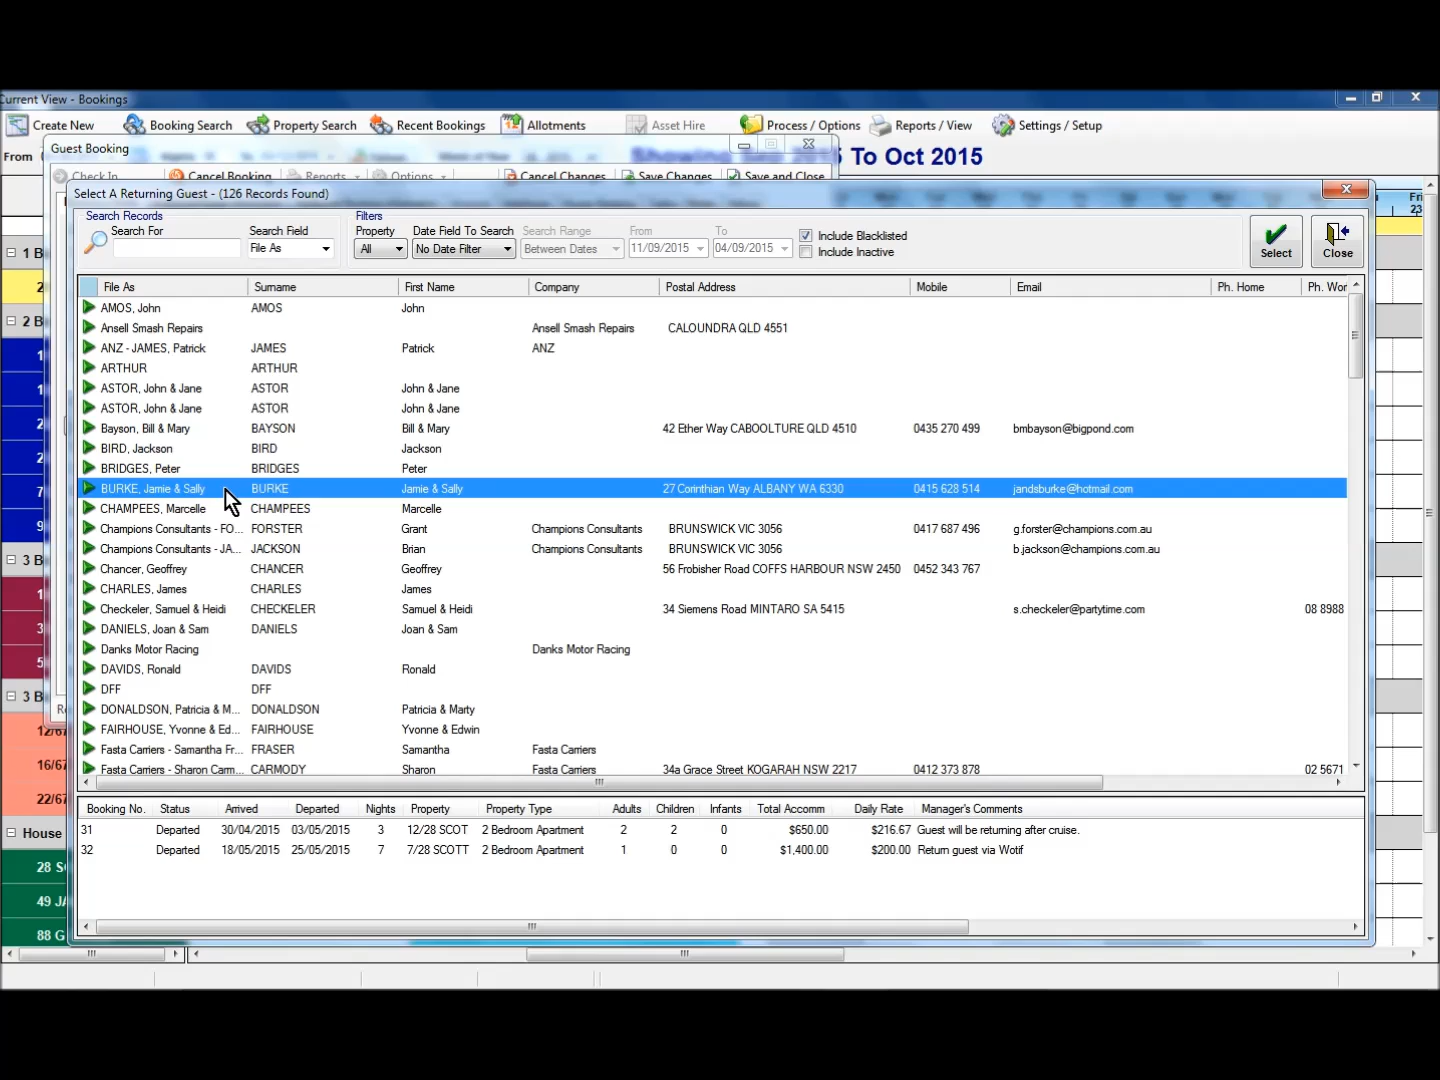 Current View - Bookings
Create New Booking Search Property Search Recent Bookings Allotments Asset Hire Process / Options Reports / View Settings / Setup
From To Oct 2015
Guest Booking
Check In Cancel Booking Reports Options Cancel Changes Save Changes Save and Close
Select A Returning Guest - (126 Records Found)
Search Records Filters
Search For Search Field Property Date Field To Search Search Range From To
File As All No Date Filter Between Dates 11/09/2015 04/09/2015
Include Blacklisted
Include Inactive
Select Close
File As Surname First Name Company Postal Address Mobile Email Ph. Home Ph. Wor
AMOS, John AMOS John
Ansell Smash Repairs Ansell Smash Repairs CALOUNDRA QLD 4551
ANZ - JAMES, Patrick JAMES Patrick ANZ
ARTHUR ARTHUR
ASTOR, John & Jane ASTOR John & Jane
ASTOR, John & Jane ASTOR John & Jane
Bayson, Bill & Mary BAYSON Bill & Mary 42 Ether Way CABOOLTURE QLD 4510 0435 270 499 bmbayson@bigpond.com
BIRD, Jackson BIRD Jackson
BRIDGES, Peter BRIDGES Peter
BURKE, Jamie & Sally BURKE Jamie & Sally 27 Corinthian Way ALBANY WA 6330 0415 628 514 jandsburke@hotmail.com
CHAMPEES, Marcelle CHAMPEES Marcelle
Champions Consultants - FO... FORSTER Grant Champions Consultants BRUNSWICK VIC 3056 0417 687 496 g.forster@champions.com.au
Champions Consultants - JA... JACKSON Brian Champions Consultants BRUNSWICK VIC 3056 b.jackson@champions.com.au
Chancer, Geoffrey CHANCER Geoffrey 56 Frobisher Road COFFS HARBOUR NSW 2450 0452 343 767
CHARLES, James CHARLES James
Checkeler, Samuel & Heidi CHECKELER Samuel & Heidi 34 Siemens Road MINTARO SA 5415 s.checkeler@partytime.com 08 8988
DANIELS, Joan & Sam DANIELS Joan & Sam
Danks Motor Racing Danks Motor Racing
DAVIDS, Ronald DAVIDS Ronald
DFF DFF
DONALDSON, Patricia & M... DONALDSON Patricia & Marty
FAIRHOUSE, Yvonne & Ed... FAIRHOUSE Yvonne & Edwin
Fasta Carriers - Samantha Fr... FRASER Samantha Fasta Carriers
Fasta Carriers - Sharon Carm... CARMODY Sharon Fasta Carriers 34a Grace Street KOGARAH NSW 2217 0412 373 878 02 5671
Booking No. Status Arrived Departed Nights Property Property Type Adults Children Infants Total Accomm Daily Rate Manager's Comments
31 Departed 30/04/2015 03/05/2015 3 12/28 SCOT 2 Bedroom Apartment 2 2 0 $650.00 $216.67 Guest will be returning after cruise.
32 Departed 18/05/2015 25/05/2015 7 7/28 SCOTT 2 Bedroom Apartment 1 0 0 $1,400.00 $200.00 Return guest via Wotif
1 B
2 B
3 B
3 B
12/67
16/67
22/67
House
28 S
49 JA
88 G
Fri
23